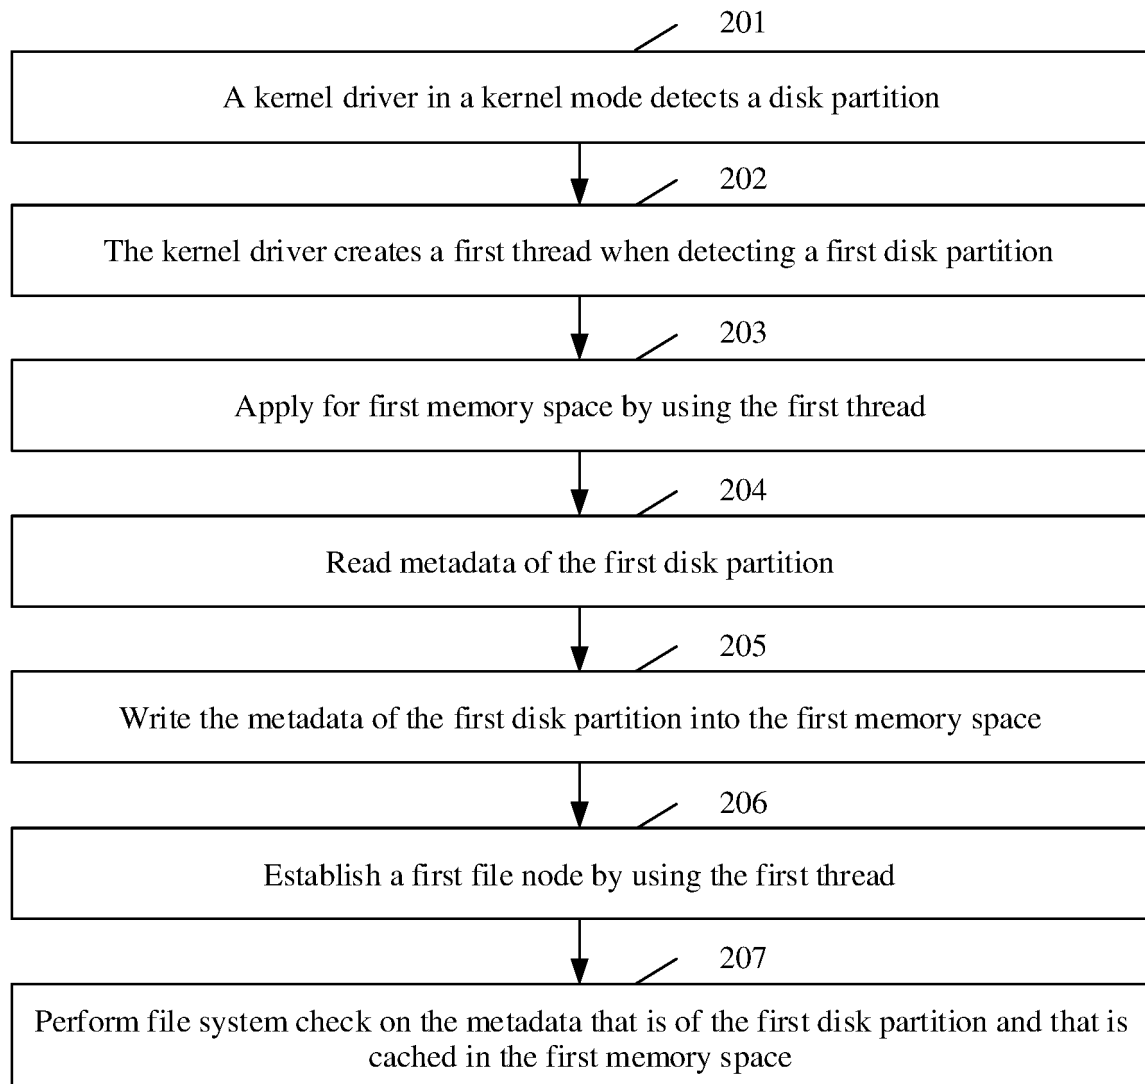 201
A kernel driver in a kernel mode detects a disk partition
202
The kernel driver creates a first thread when detecting a first disk partition
203
Apply for first memory space by using the first thread
204
Read metadata of the first disk partition
205
Write the metadata of the first disk partition into the first memory space
206
Establish a first file node by using the first thread
207
Perform file system check on the metadata that is of the first disk partition and that is
cached in the first memory space